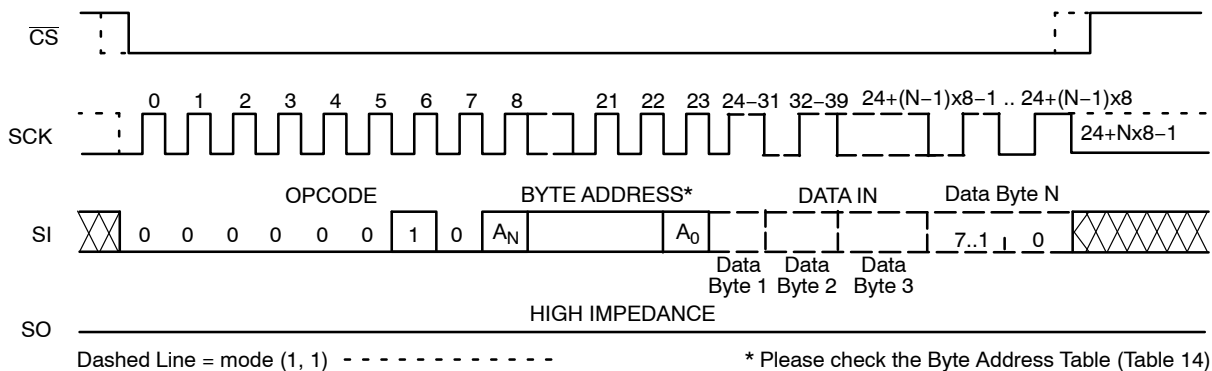 CS
0 1 2 3 4 5 6 7 8 21 22 23 24–31 32–39 24+(N–1)x8–1 .. 24+(N–1)x8
SCK
24+Nx8–1
OPCODE BYTE ADDRESS* DATA IN Data Byte N
SI
0 0 0 0 0 0 1 0 AN A0 7..1 0
Data Byte 1
Data Byte 2
Data Byte 3
HIGH IMPEDANCE
SO
Dashed Line = mode (1, 1) - - - - - - - - - - - -
* Please check the Byte Address Table (Table 14)